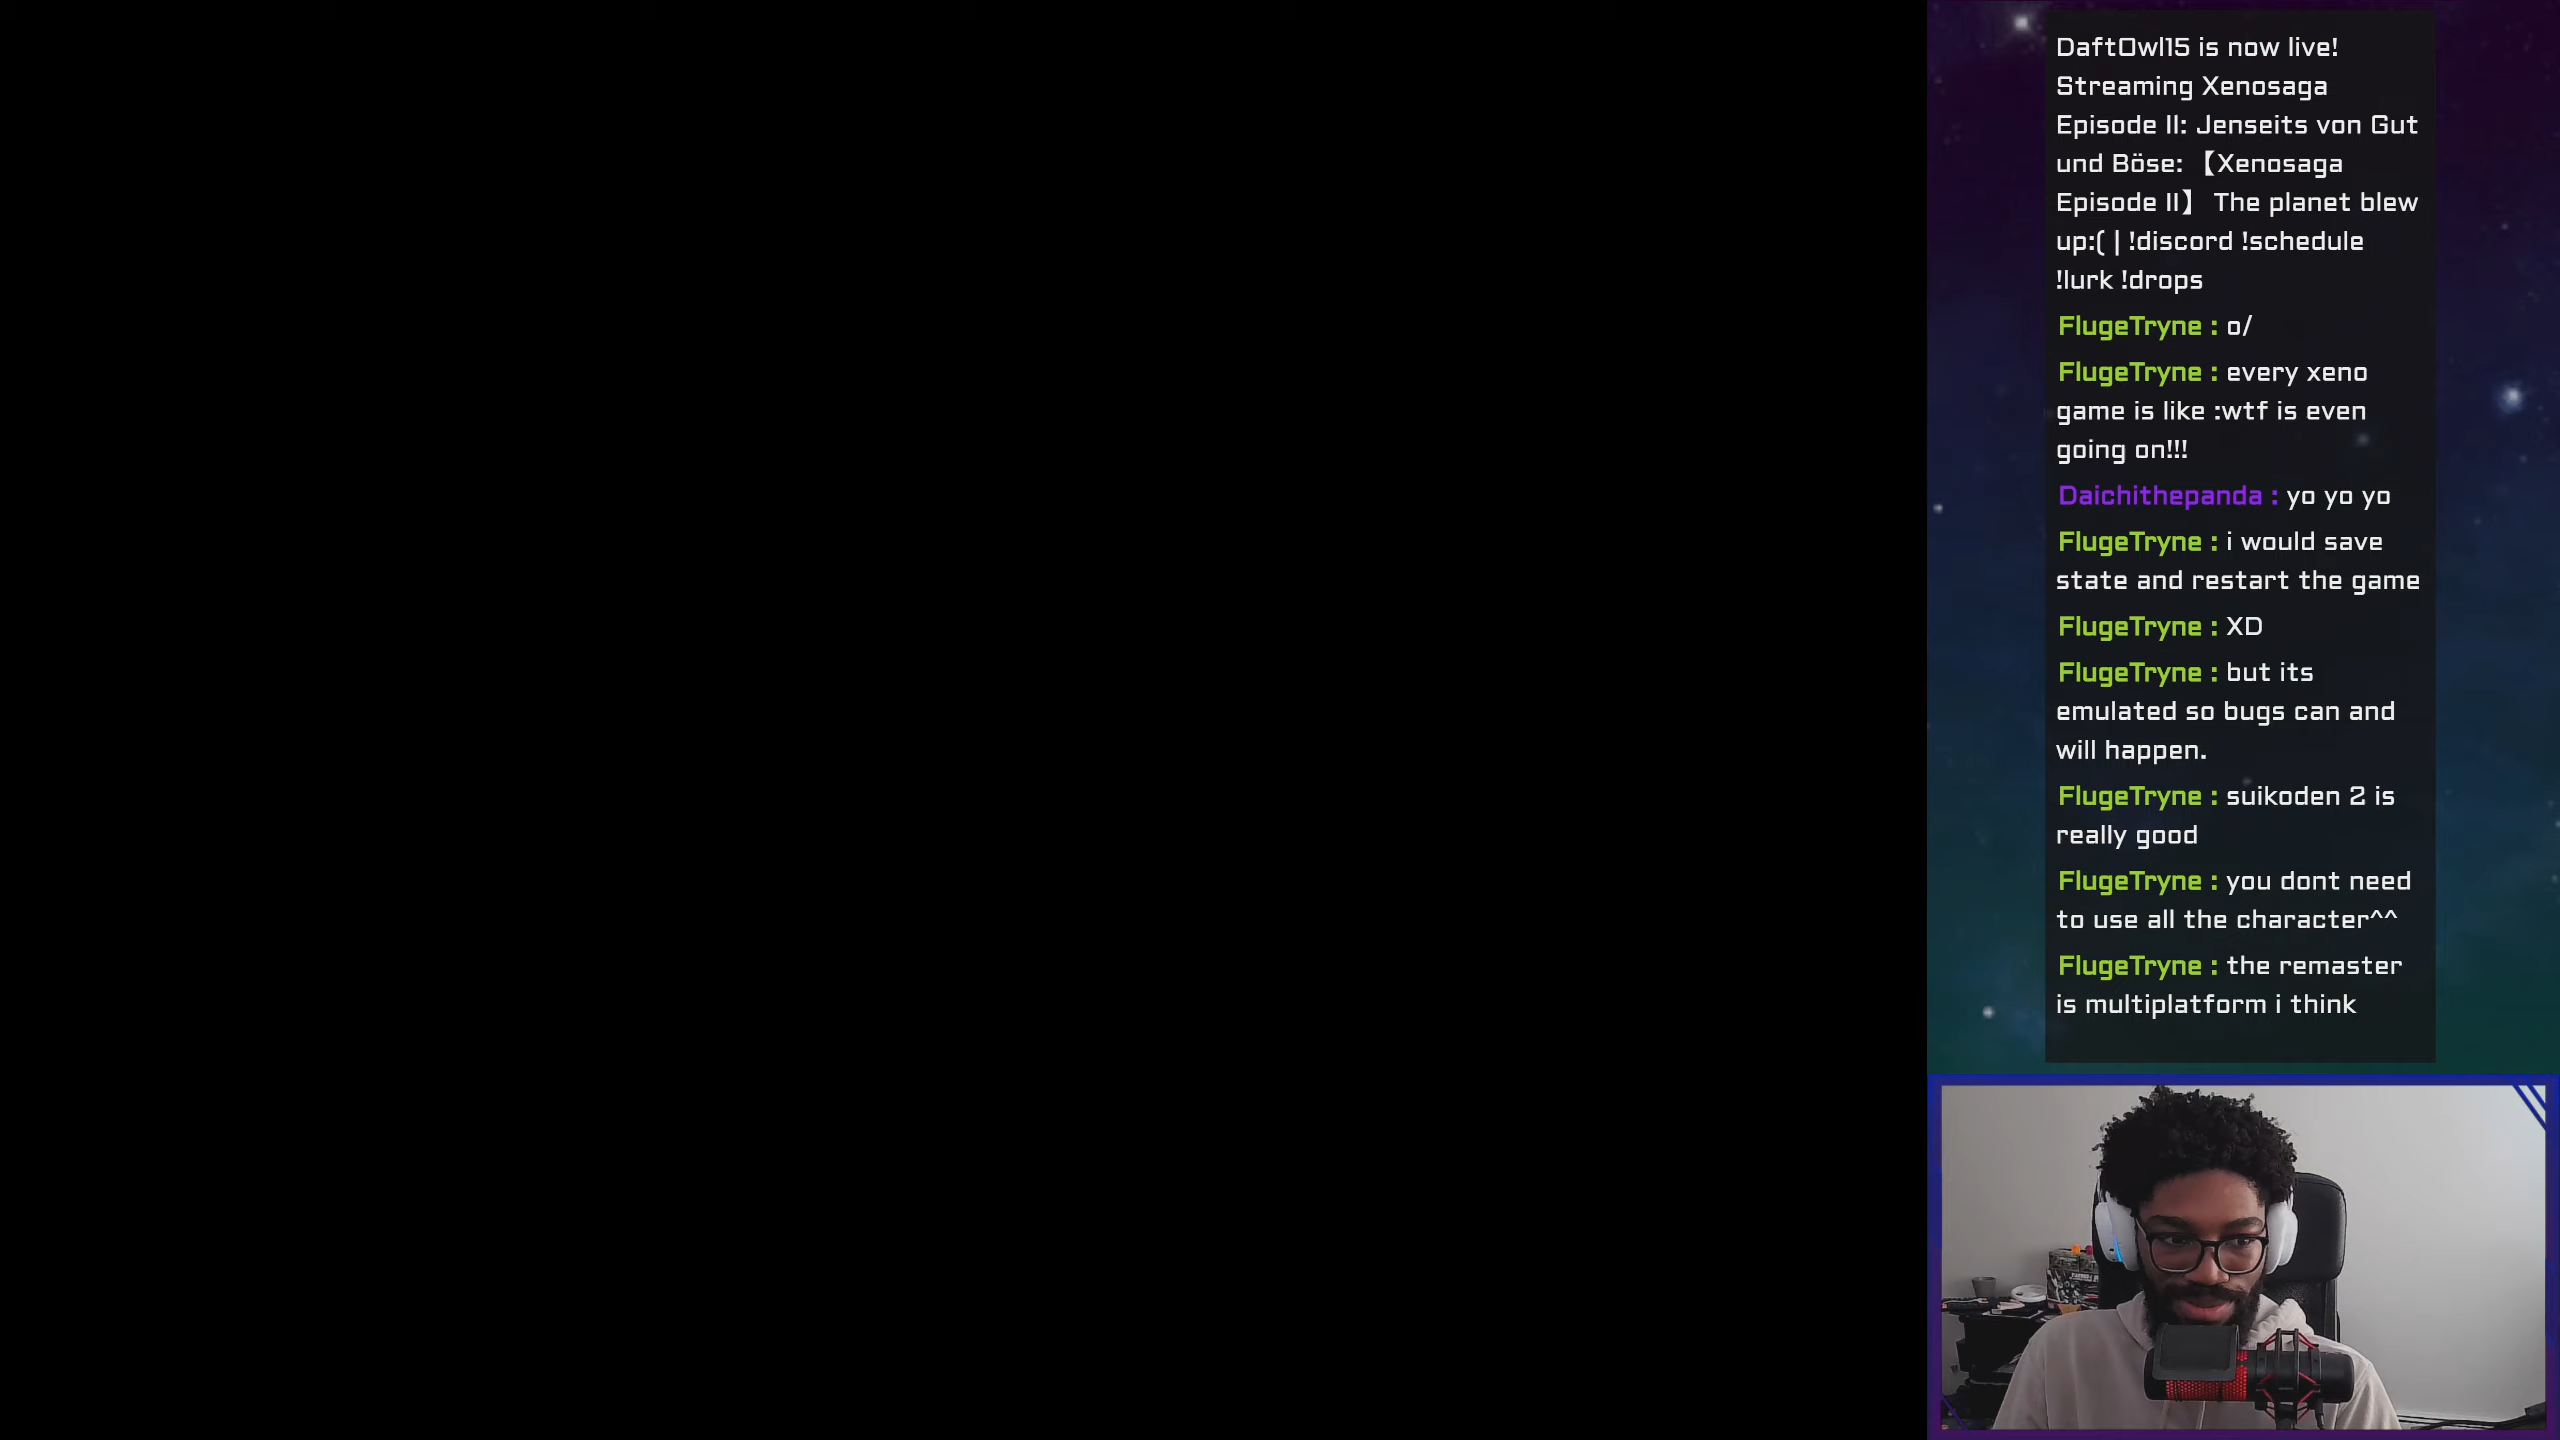 DaftOwl15 is now live!
Streaming Xenosaga
Episode II: Jenseits von Gut
und Böse: 【Xenosaga
Episode II】 The planet blew
up:( | !discord !schedule
!lurk !drops
FlugeTryne : o/
FlugeTryne : every xeno
game is like :wtf is even
going on!!!
Daichithepanda : yo yo yo
FlugeTryne : i would save
state and restart the game
FlugeTryne : XD
FlugeTryne : but its
emulated so bugs can and
will happen.
FlugeTryne : suikoden 2 is
really good
FlugeTryne : you dont need
to use all the character^^
FlugeTryne : the remaster
is multiplatform i think